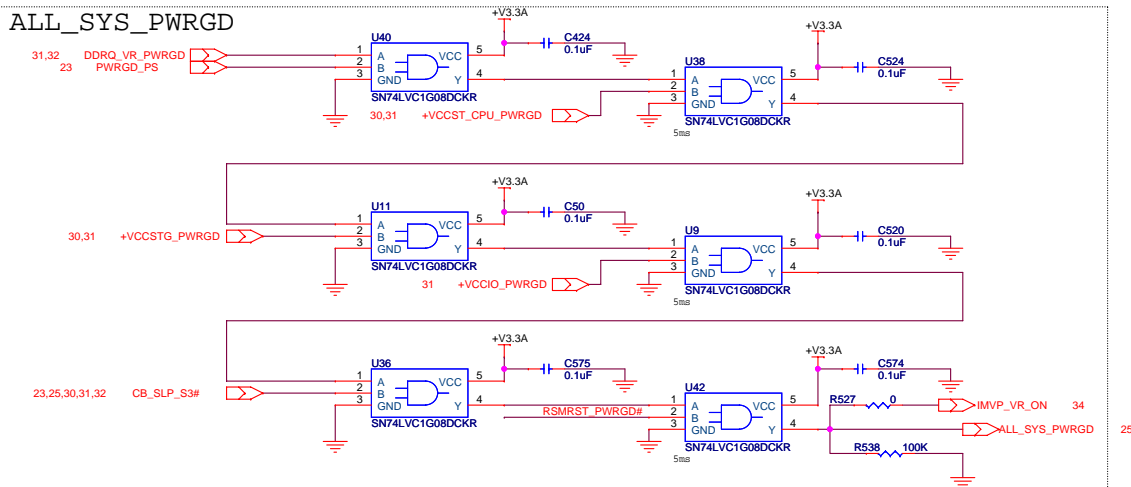 ALL_SYS_PWRGD
+V3.3A
U40
C424
0.1uF
31,32 DDRQ_VR_PWRGD
23 PWRGD_PS
1 A VCC 5
2 B
3 GND Y 4
SN74LVC1G08DCKR
+V3.3A
U38
C524
0.1uF
1 A VCC 5
2 B
3 GND Y 4
30,31 +VCCST_CPU_PWRGD
SN74LVC1G08DCKR
5ms
+V3.3A
U11
C50
0.1uF
1 A VCC 5
2 B
3 GND Y 4
30,31 +VCCSTG_PWRGD
SN74LVC1G08DCKR
+V3.3A
U9
C520
0.1uF
1 A VCC 5
2 B
3 GND Y 4
31 +VCCIO_PWRGD
SN74LVC1G08DCKR
5ms
+V3.3A
U36
C575
0.1uF
1 A VCC 5
2 B
3 GND Y 4
23,25,30,31,32 CB_SLP_S3#
SN74LVC1G08DCKR
+V3.3A
U42
C574
0.1uF
1 A VCC 5
RSMRST_PWRGD# 2 B
3 GND Y 4
SN74LVC1G08DCKR
5ms
R527 0
IMVP_VR_ON 34
ALL_SYS_PWRGD 25
R538 100K